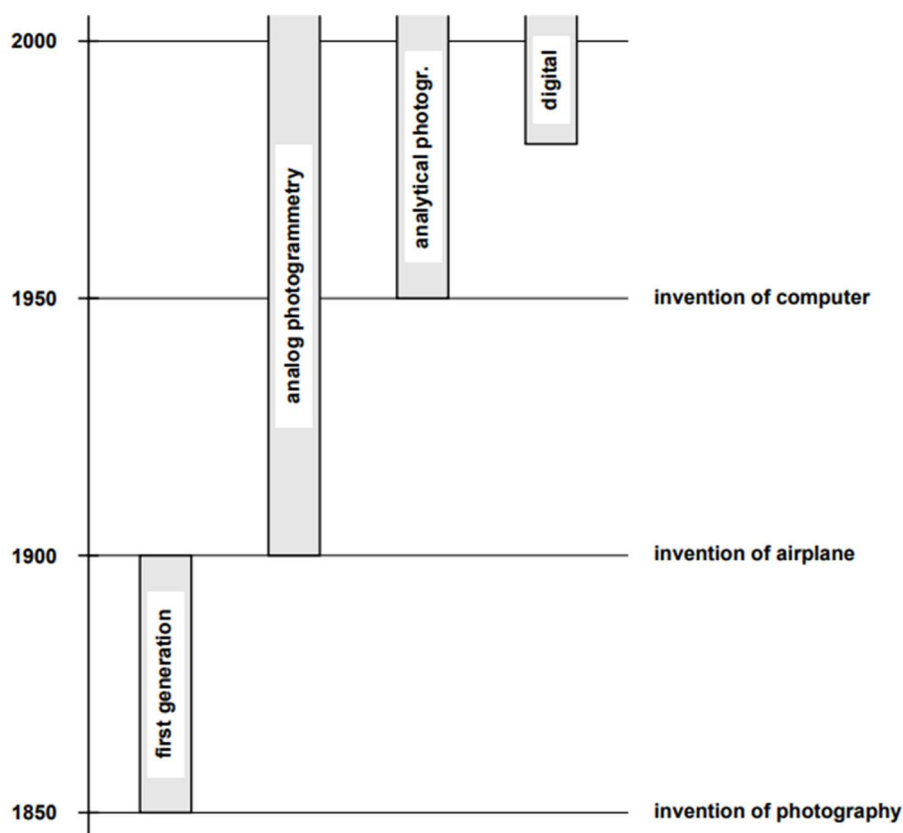 2000
digital
analytical photogr.
analog photogrammetry
1950
invention of computer
1900
invention of airplane
first generation
1850
invention of photography